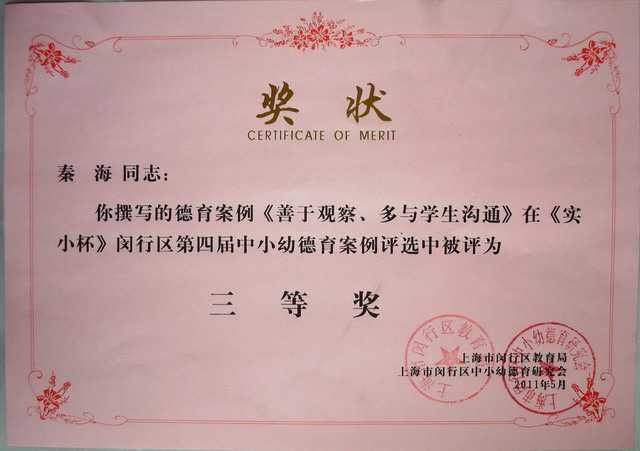 奖 状
CERTIFICATE OF MERIT
秦 海 同志：
你撰写的德育案例《善于观察、多与学生沟通》在《实
小杯》闵行区第四届中小幼德育案例评选中被评为
三 等 奖
上海市闵行区教育局
上海市闵行区中小幼德育研究会
2011年5月